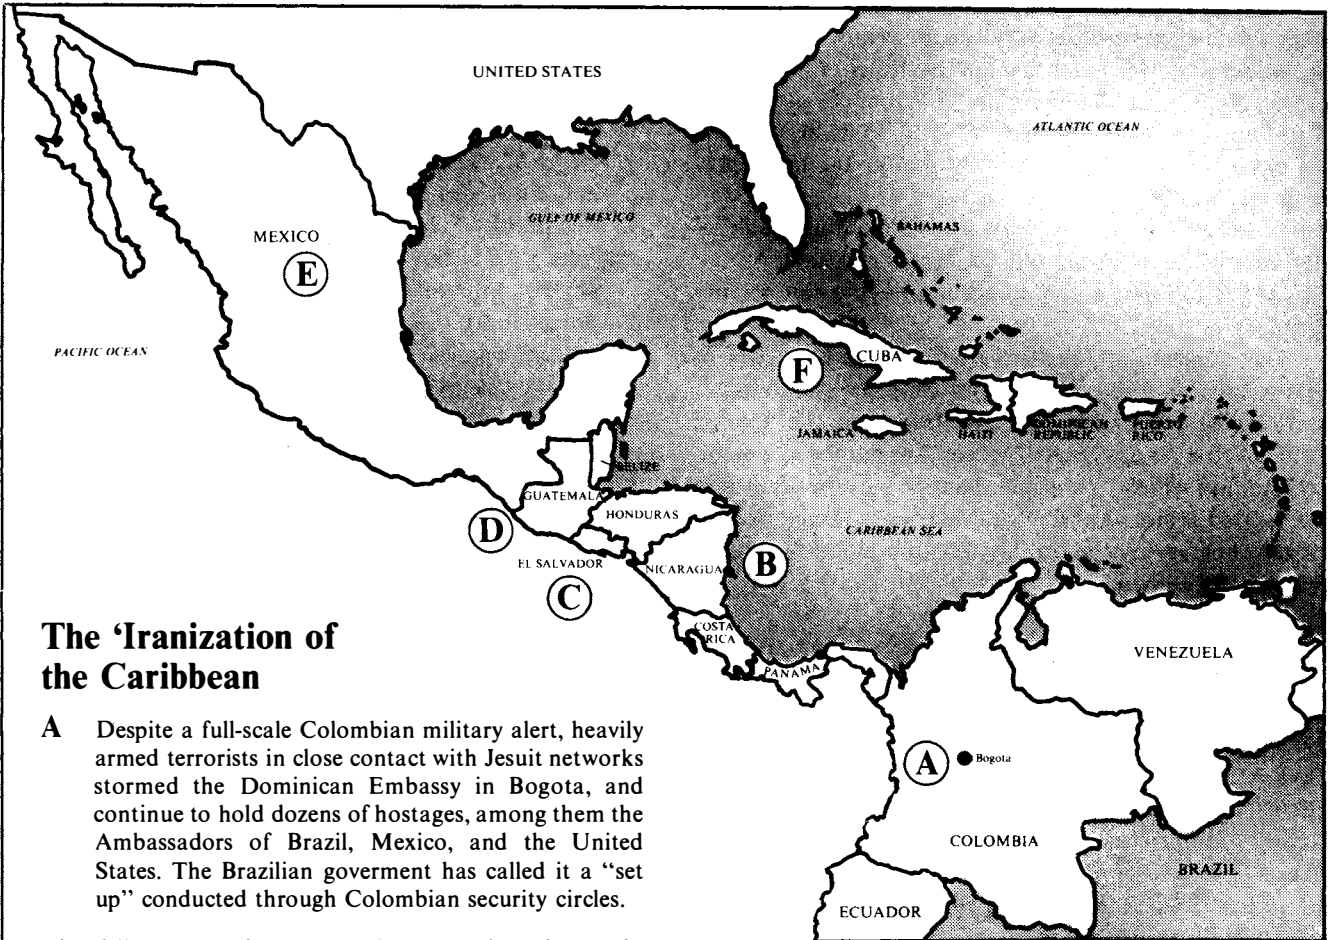 UNITED STATES
ATLANTIC OCEAN
GULF OF MEXICO
BAHAMAS
MEXICO
E
PACIFIC OCEAN
CUBA
F
JAMAICA
HAITI
DOMINICAN
REPUBLIC
PUERTO
RICO
BELIZE
GUATEMALA
HONDURAS
D
CARIBBEAN SEA
EL SALVADOR
NICARAGUA
B
C
COSTA
RICA
PANAMA
VENEZUELA
A
Bogota
COLOMBIA
BRAZIL
ECUADOR
The ‘Iranization of
the Caribbean
A Despite a full-scale Colombian military alert, heavily
armed terrorists in close contact with Jesuit networks
stormed the Dominican Embassy in Bogota, and
continue to hold dozens of hostages, among them the
Ambassadors of Brazil, Mexico, and the United
States. The Brazilian goverment has called it a “set
up” conducted through Colombian security circles.